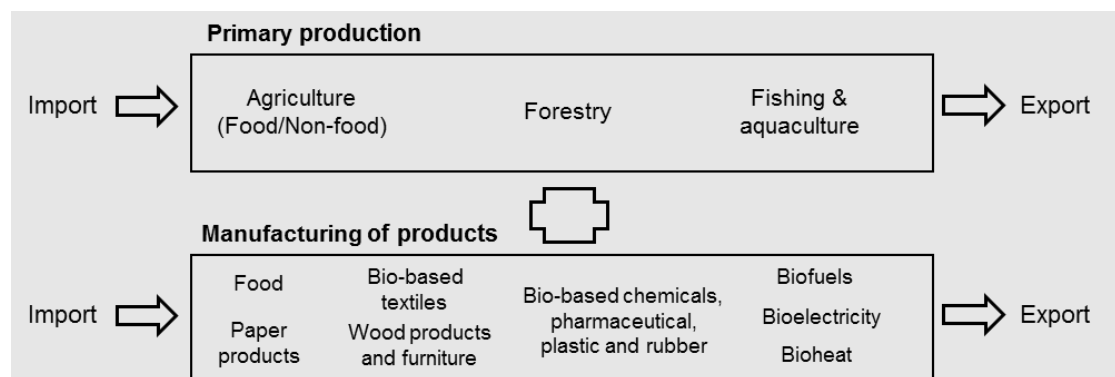 Primary production
Import
Agriculture
(Food/Non-food)
Forestry
Fishing &
aquaculture
Export
Manufacturing of products
Import
Food
Paper
products
Bio-based
textiles
Wood products
and furniture
Bio-based chemicals,
pharmaceutical,
plastic and rubber
Biofuels
Bioelectricity
Bioheat
Export